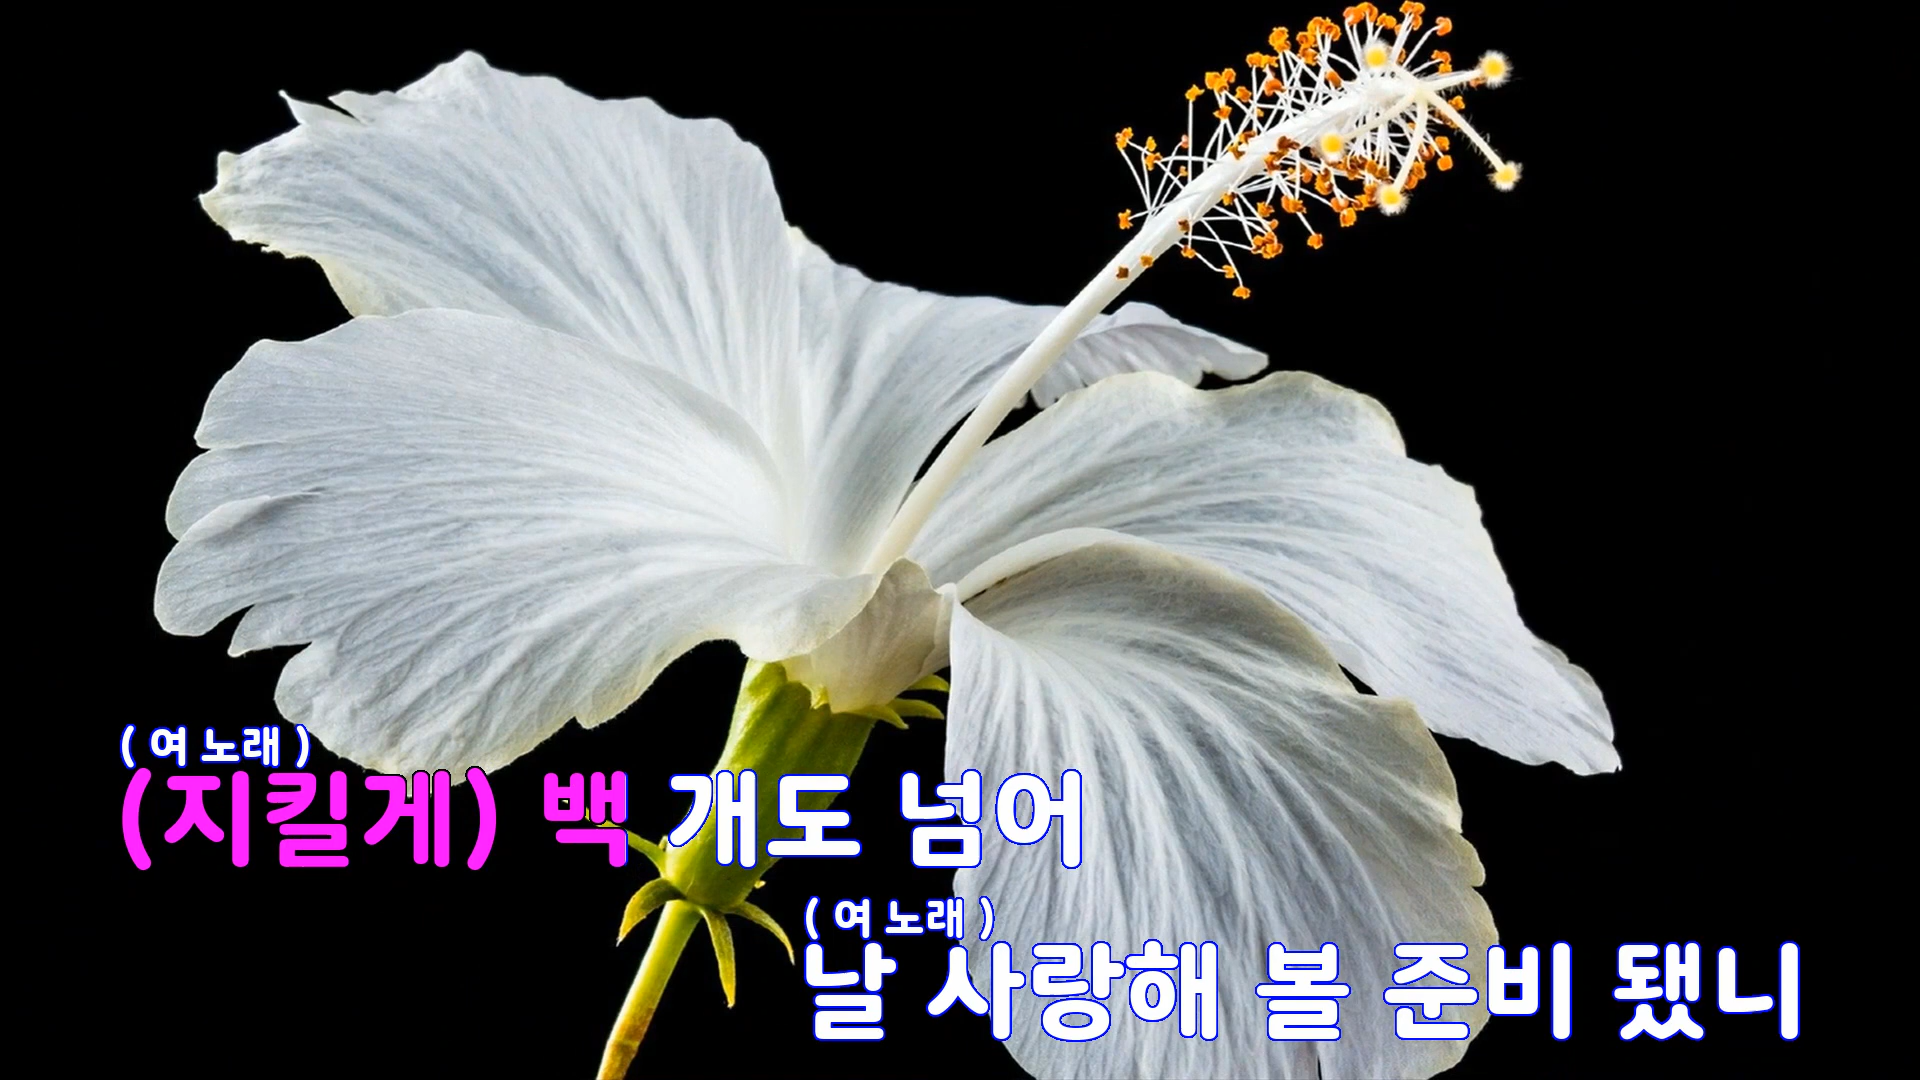 ( 여 노래 )
(지킬게) 백 개도 넘어
( 여 노래 )
날 사랑해 볼 준비 됐니